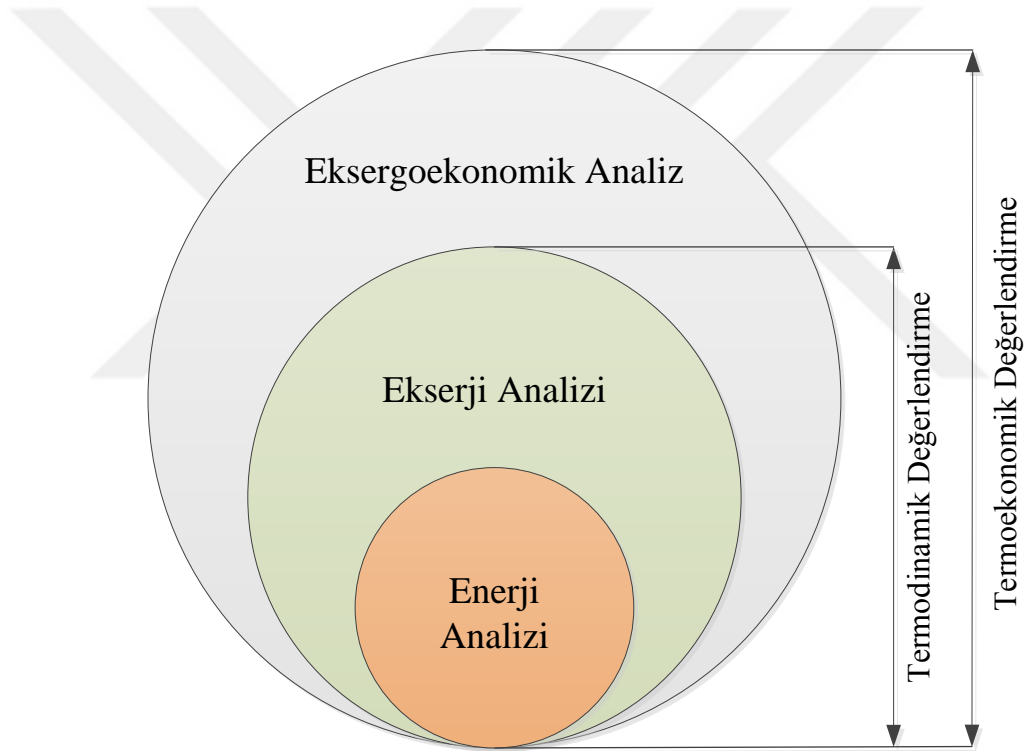 Eksergoekonomik Analiz
Ekserji Analizi
Enerji
Analizi
Termodinamik Değerlendirme
Termoekonomik Değerlendirme